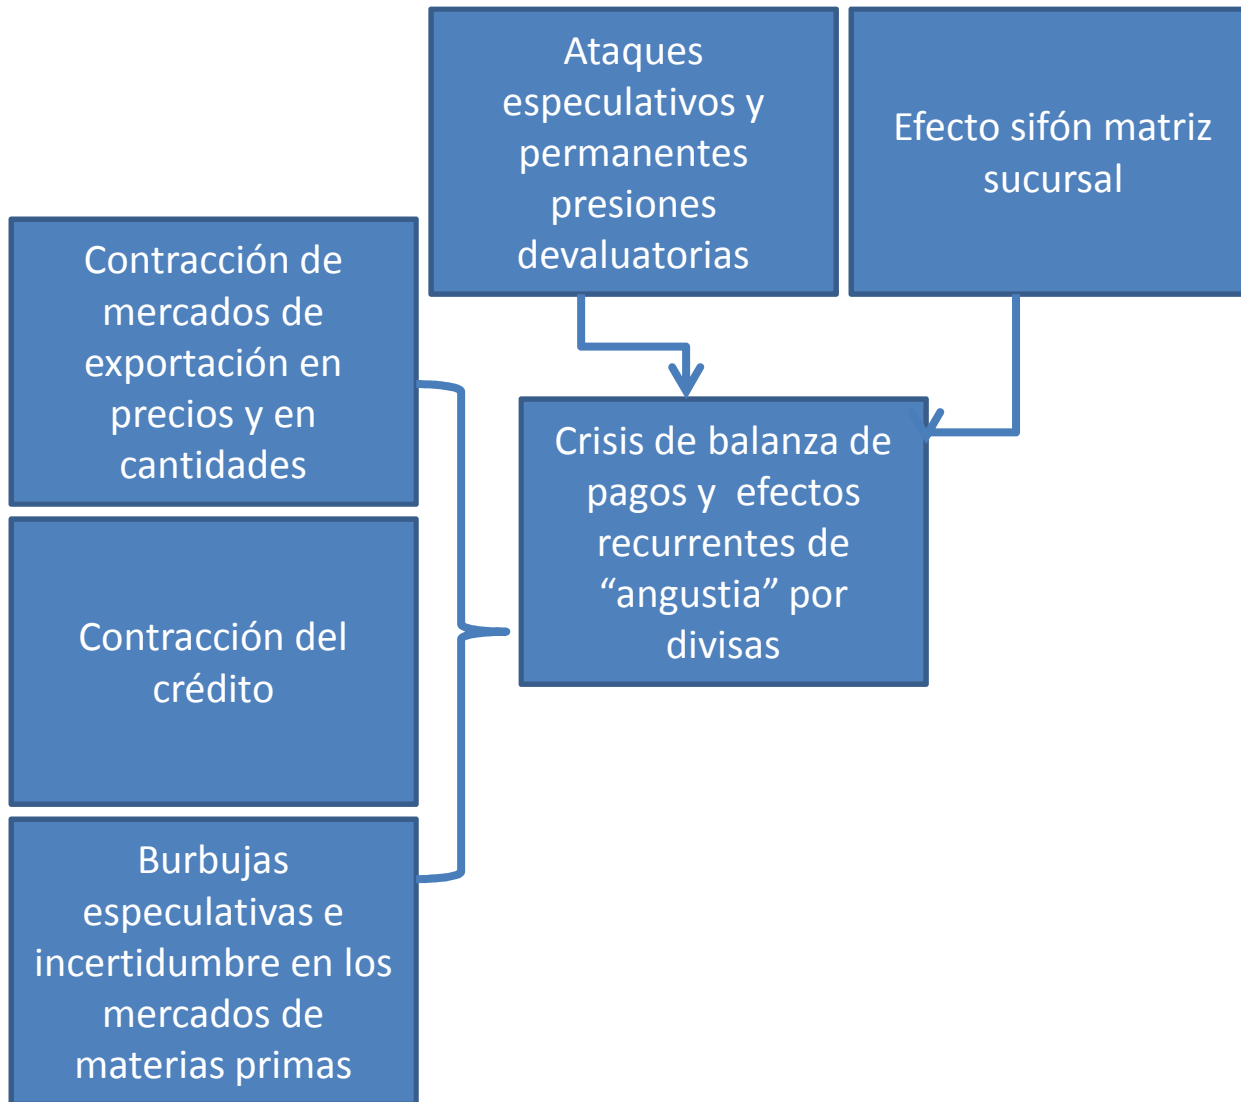 Ataques
especulativos y
permanentes
presiones
devaluatorias
Efecto sifón matriz
sucursal
Contracción de
mercados de
exportación en
precios y en
cantidades
Crisis de balanza de
pagos y  efectos
recurrentes de
“angustia” por
divisas
Contracción del
crédito
Burbujas
especulativas e
incertidumbre en los
mercados de
materias primas